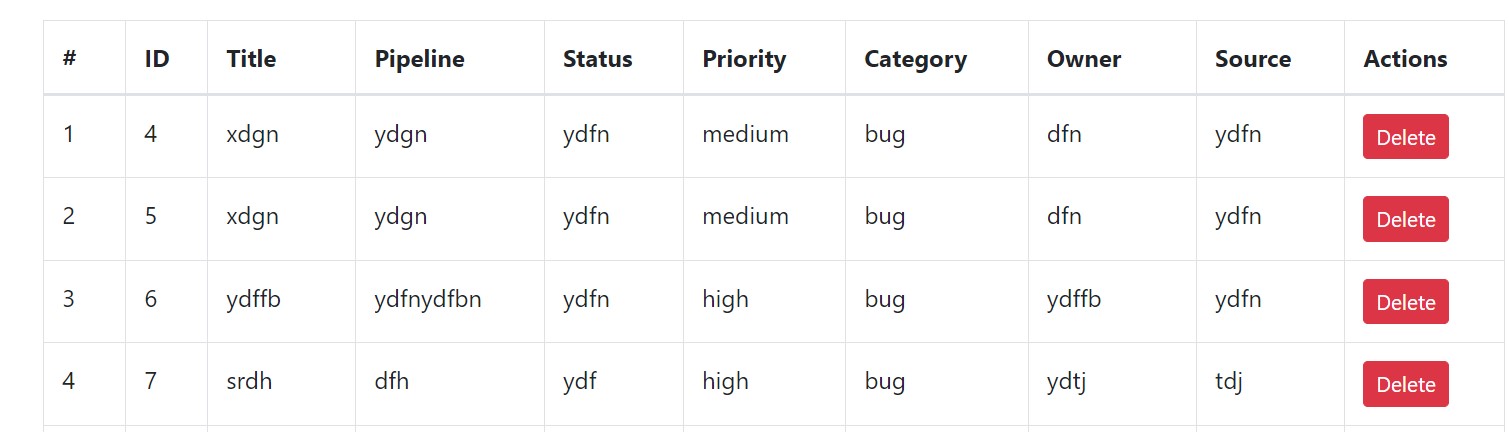 # ID Title Pipeline Status Priority Category Owner Source Actions
1 4 xdgn ydgn ydfn medium bug dfn ydfn Delete
2 5 xdgn ydgn ydfn medium bug dfn ydfn Delete
3 6 ydffb ydfnydfbn ydfn high bug ydffb ydfn Delete
4 7 srdh dfh ydf high bug ydtj tdj Delete